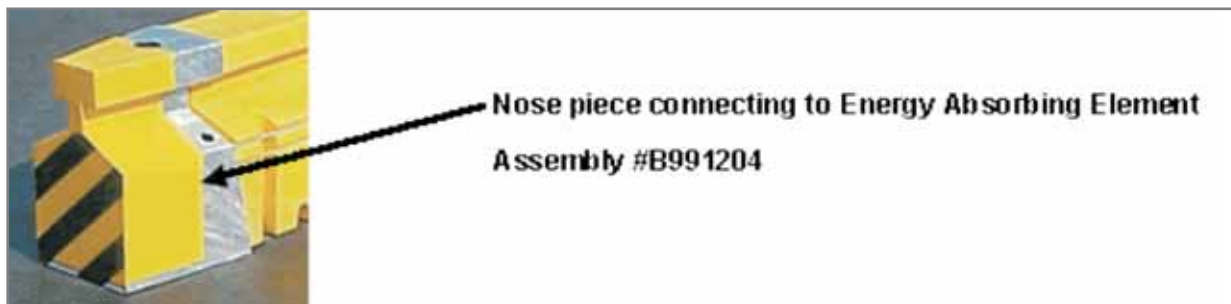 Nose piece connecting to Energy Absorbing Element
Assembly #B991204